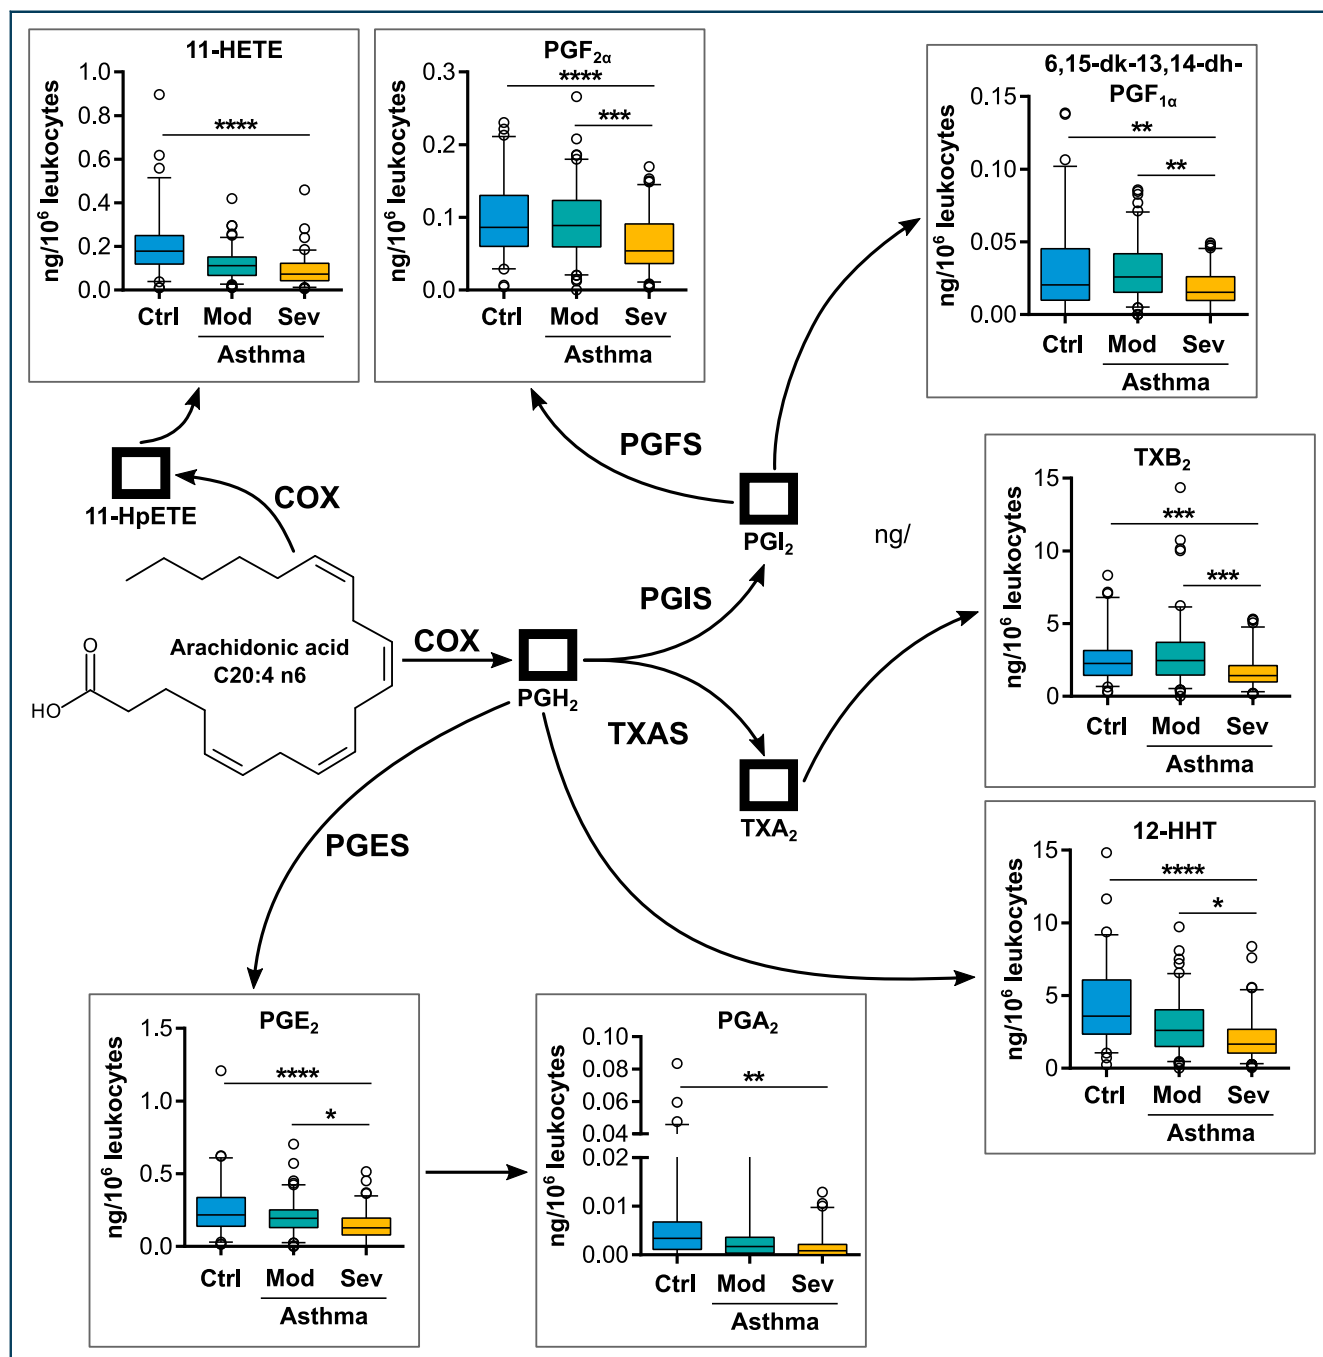 11-HETE
ng/10⁶ leukocytes
1.0
0.8
0.6
0.4
0.2
0.0
****
Ctrl Mod Sev
Asthma
PGF₂α
ng/10⁶ leukocytes
0.3
0.2
0.1
0.0
****
***
Ctrl Mod Sev
Asthma
6,15-dk-13,14-dh-
PGF₁α
ng/10⁶ leukocytes
0.15
0.10
0.05
0.00
**
**
Ctrl Mod Sev
Asthma
11-HpETE
COX
PGFS
PGI₂
ng/
PGIS
Arachidonic acid
C20:4 n6
O
HO
COX
PGH₂
TXAS
TXA₂
PGES
TXB₂
ng/10⁶ leukocytes
15
10
5
0
***
***
Ctrl Mod Sev
Asthma
12-HHT
ng/10⁶ leukocytes
15
10
5
0
****
*
Ctrl Mod Sev
Asthma
PGE₂
ng/10⁶ leukocytes
1.5
1.0
0.5
0.0
****
*
Ctrl Mod Sev
Asthma
PGA₂
ng/10⁶ leukocytes
0.10
0.08
0.06
0.04
0.02
0.01
0.00
**
Ctrl Mod Sev
Asthma